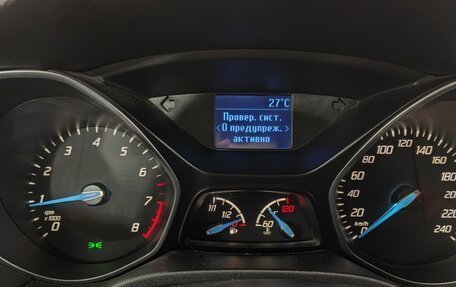 27°C
Провер. сист.
<0 предупреж. >
активно
0 1 2 3 4 5 6 7 8
rpm
x1000
1/1
1/2
120
60
0 20 40 60 80 100 120 140 160 180 200 220 240
km/h